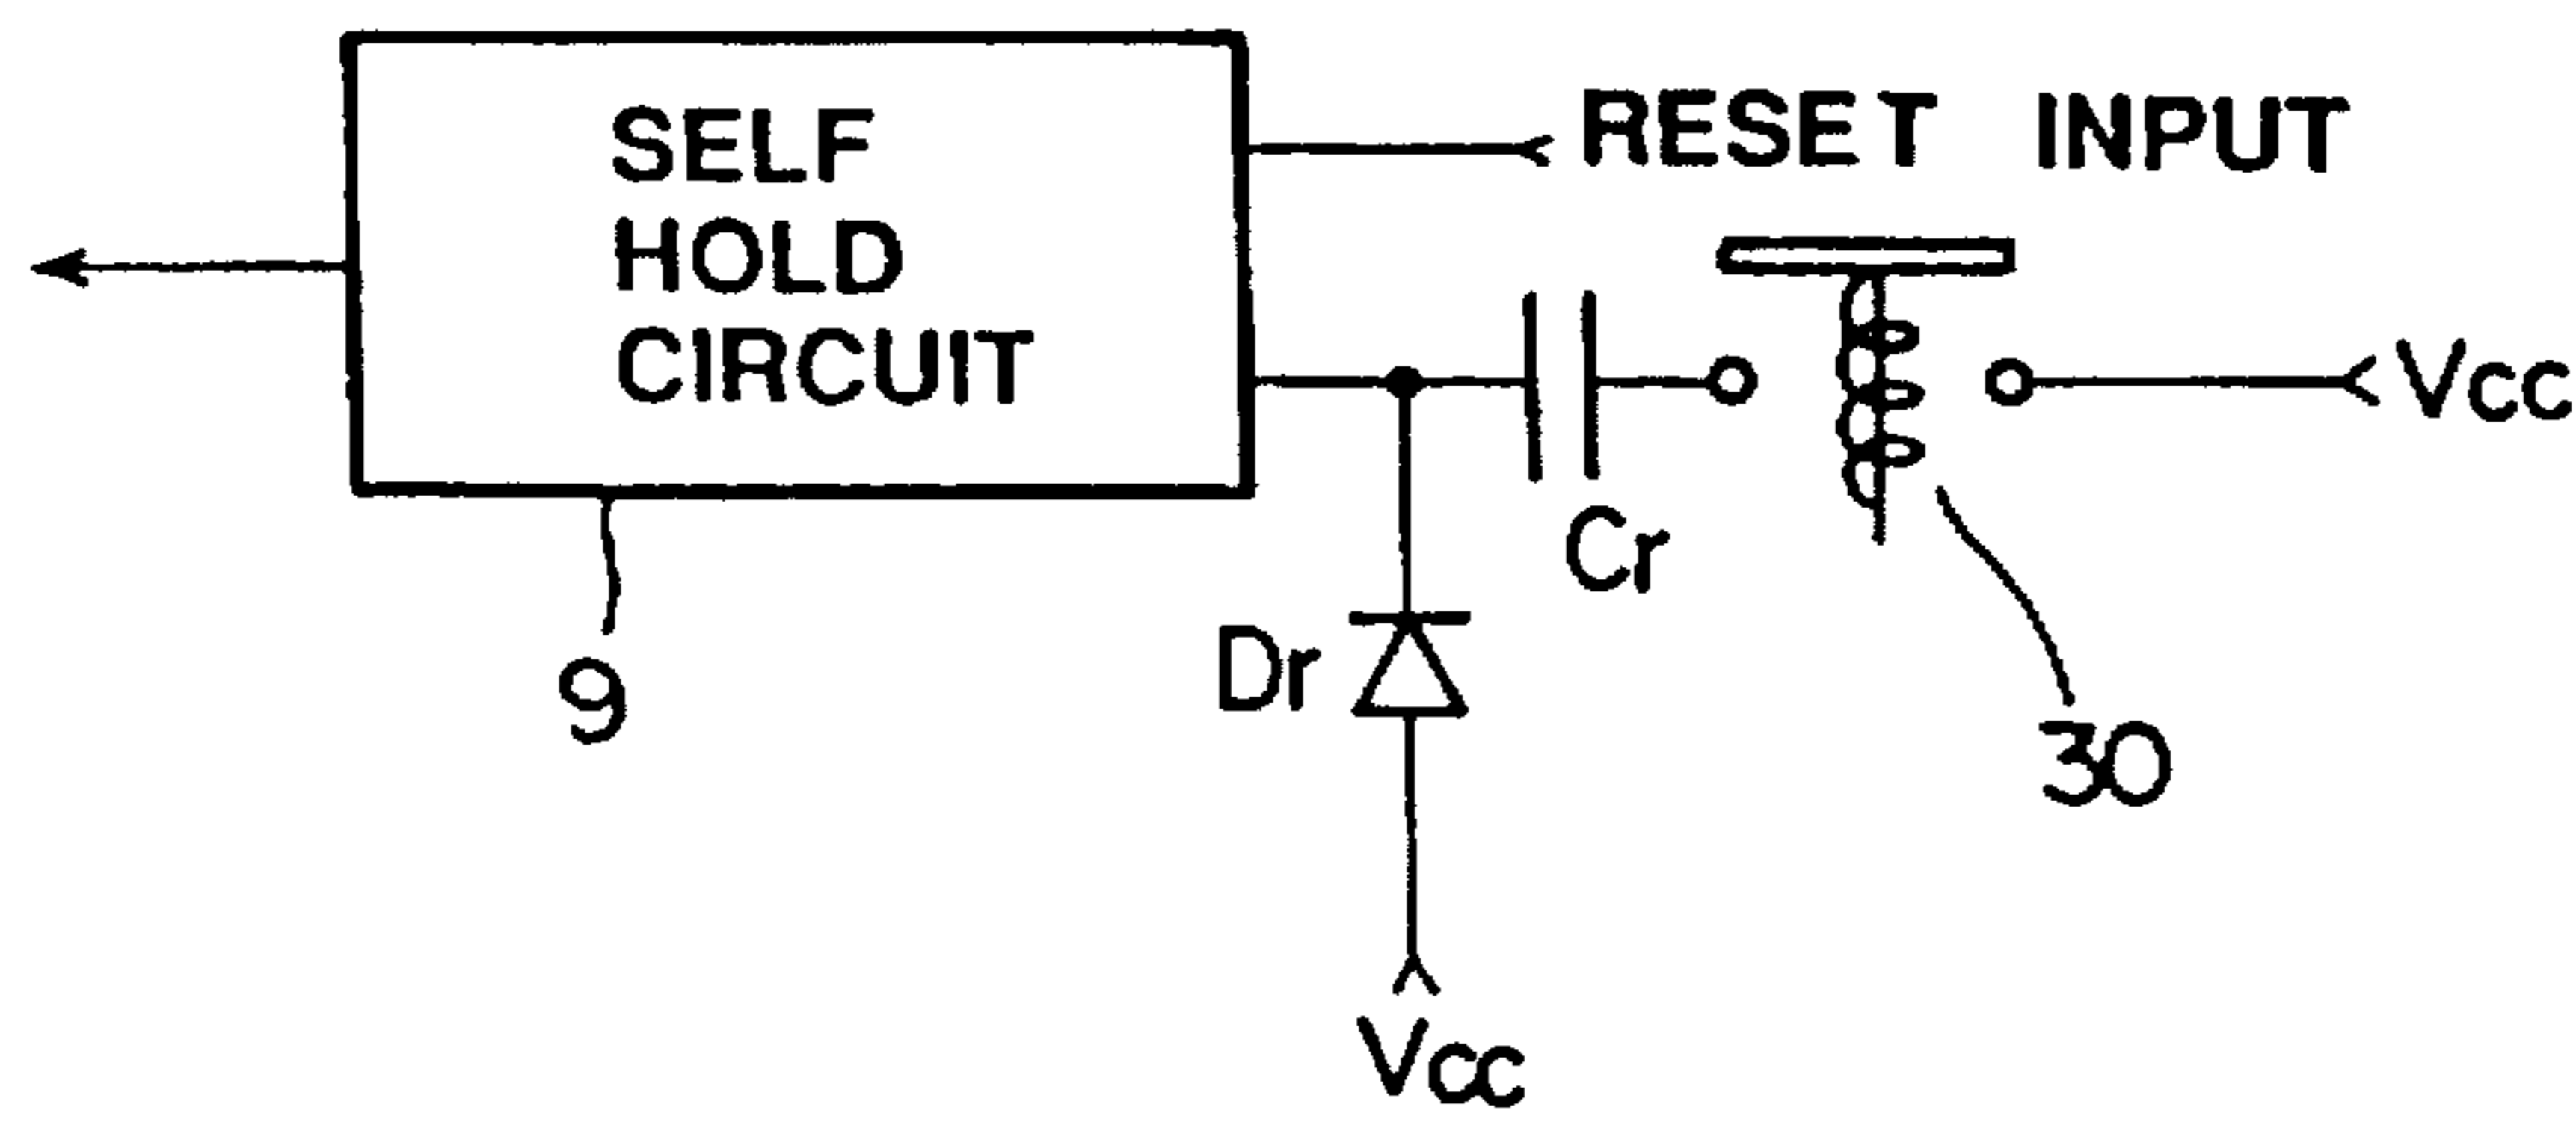 SELF
HOLD
CIRCUIT
RESET INPUT
Vcc
Cr
Dr
9
30
Vcc